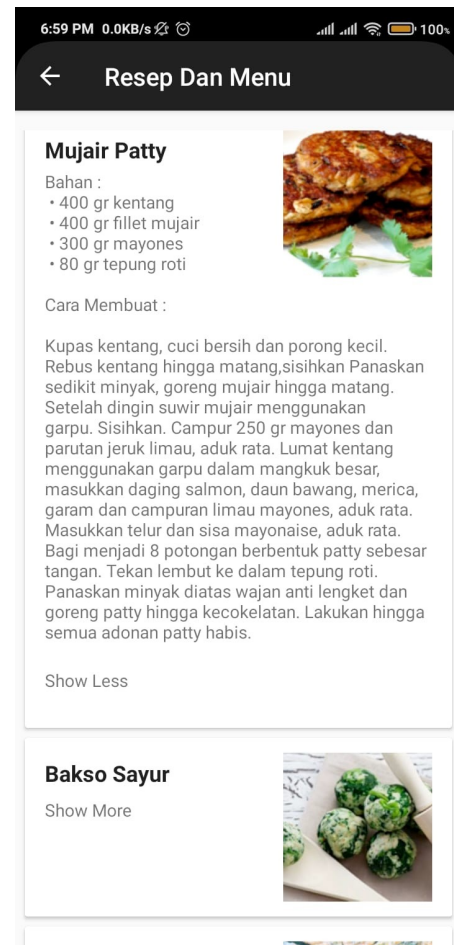 6:59 PM 0.0KB/s 100%
Resep Dan Menu
Mujair Patty
Bahan :
• 400 gr kentang
• 400 gr fillet mujair
• 300 gr mayones
• 80 gr tepung roti
Cara Membuat :
Kupas kentang, cuci bersih dan porong kecil.
Rebus kentang hingga matang,sisihkan Panaskan
sedikit minyak, goreng mujair hingga matang.
Setelah dingin suwir mujair menggunakan
garpu. Sisihkan. Campur 250 gr mayones dan
parutan jeruk limau, aduk rata. Lumat kentang
menggunakan garpu dalam mangkuk besar,
masukkan daging salmon, daun bawang, merica,
garam dan campuran limau mayones, aduk rata.
Masukkan telur dan sisa mayonaise, aduk rata.
Bagi menjadi 8 potongan berbentuk patty sebesar
tangan. Tekan lembut ke dalam tepung roti.
Panaskan minyak diatas wajan anti lengket dan
goreng patty hingga kecokelatan. Lakukan hingga
semua adonan patty habis.
Show Less
Bakso Sayur
Show More